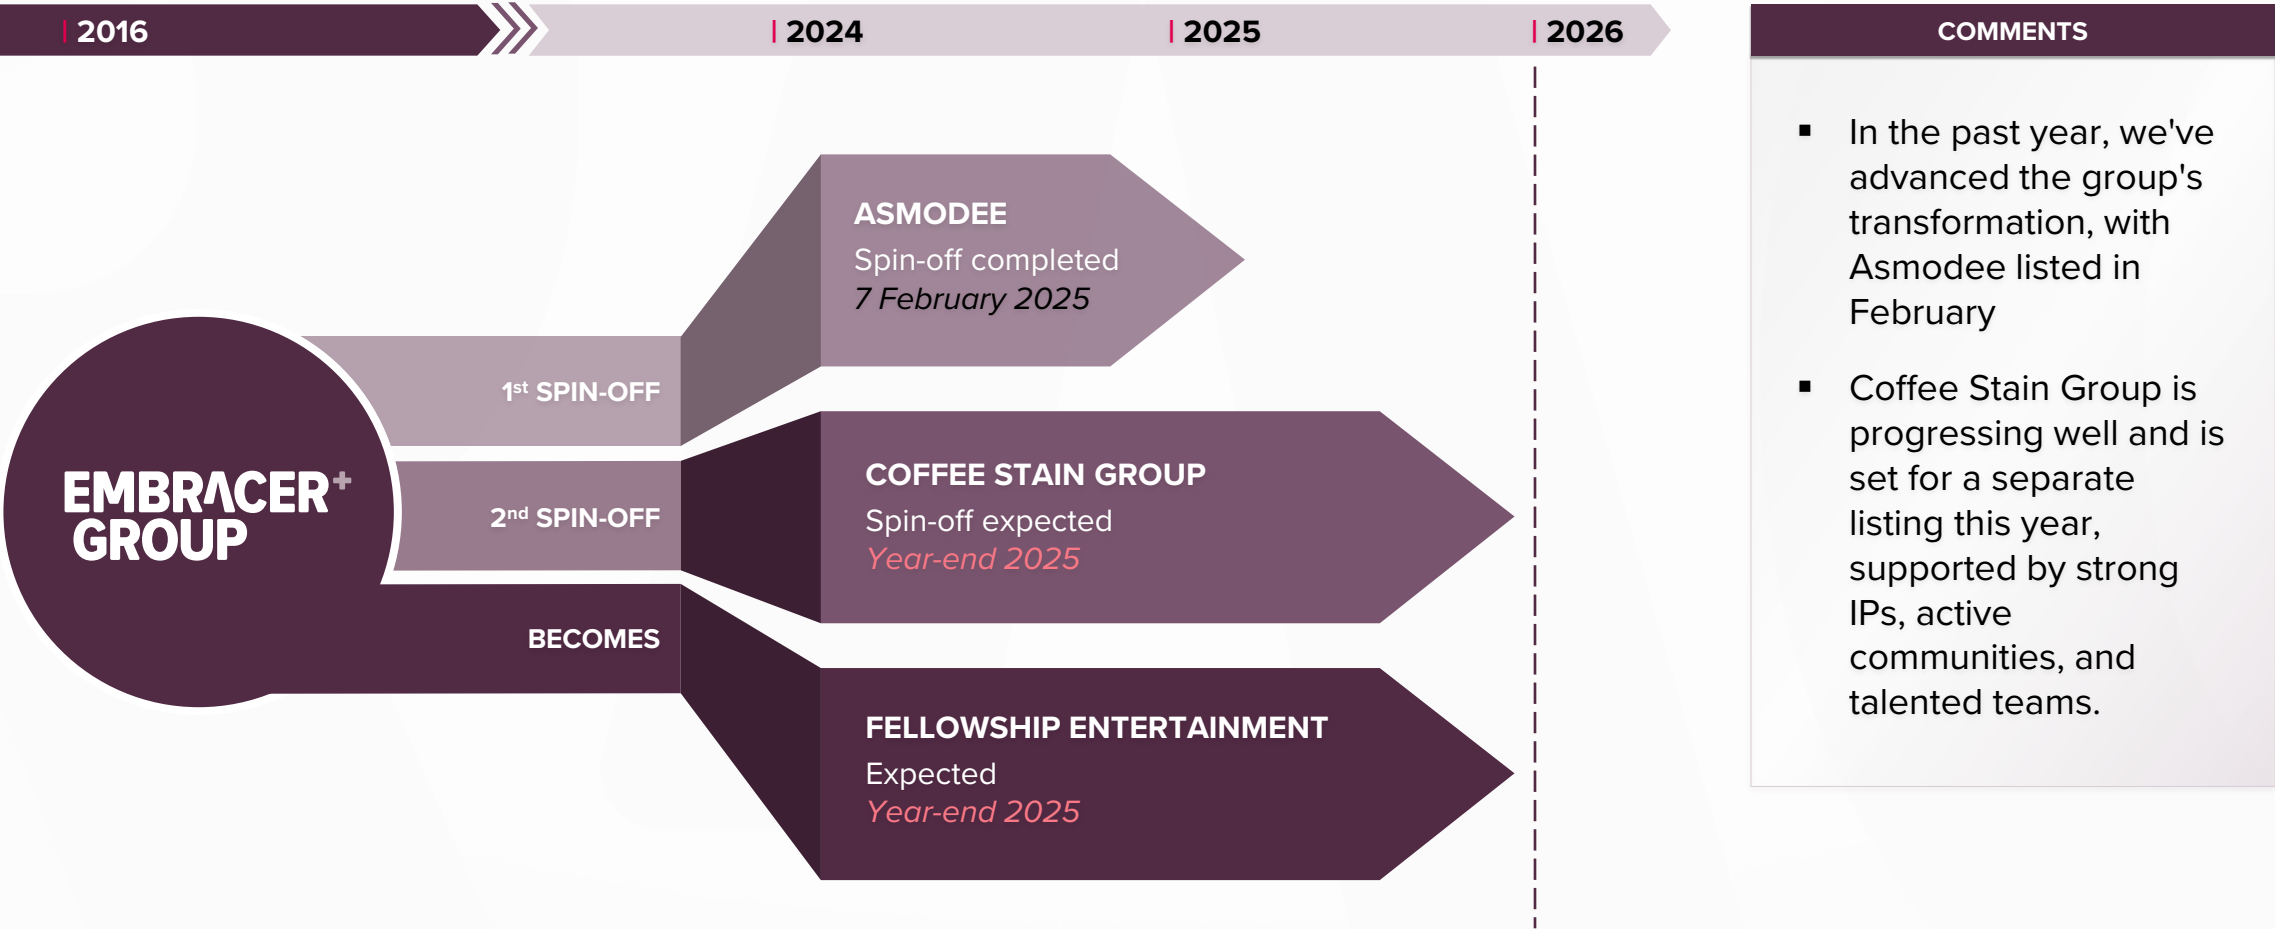 2016
2024
2025
2026
COMMENTS
ASMODEE
Spin-off completed
7 February 2025
1st SPIN-OFF
EMBRACER+
GROUP
2nd SPIN-OFF
COFFEE STAIN GROUP
Spin-off expected
Year-end 2025
BECOMES
FELLOWSHIP ENTERTAINMENT
Expected
Year-end 2025
▪ In the past year, we've
advanced the group's
transformation, with
Asmodee listed in
February
▪ Coffee Stain Group is
progressing well and is
set for a separate
listing this year,
supported by strong
IPs, active
communities, and
talented teams.